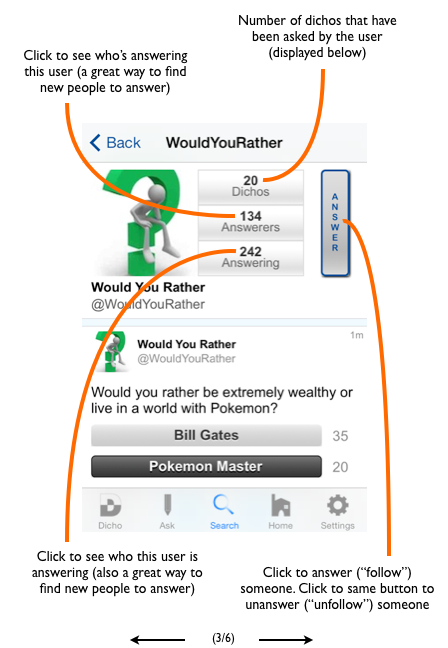 Number of dichos that have
been asked by the user
(displayed below)
Click to see who's answering
this user (a great way to find
new people to answer)
Back
WouldYouRather
20
Dichos
134
Answerers
242
Answering
ANSWER
Would You Rather
@WouldYouRather
Would You Rather
@WouldYouRather
1m
Would you rather be extremely wealthy or
live in a world with Pokemon?
Bill Gates 35
Pokemon Master 20
Dicho Ask Search Home Settings
Click to see who this user is
answering (also a great way to
find new people to answer)
Click to answer (“follow”)
someone. Click to same button to
unanswer (“unfollow”) someone
(3/6)